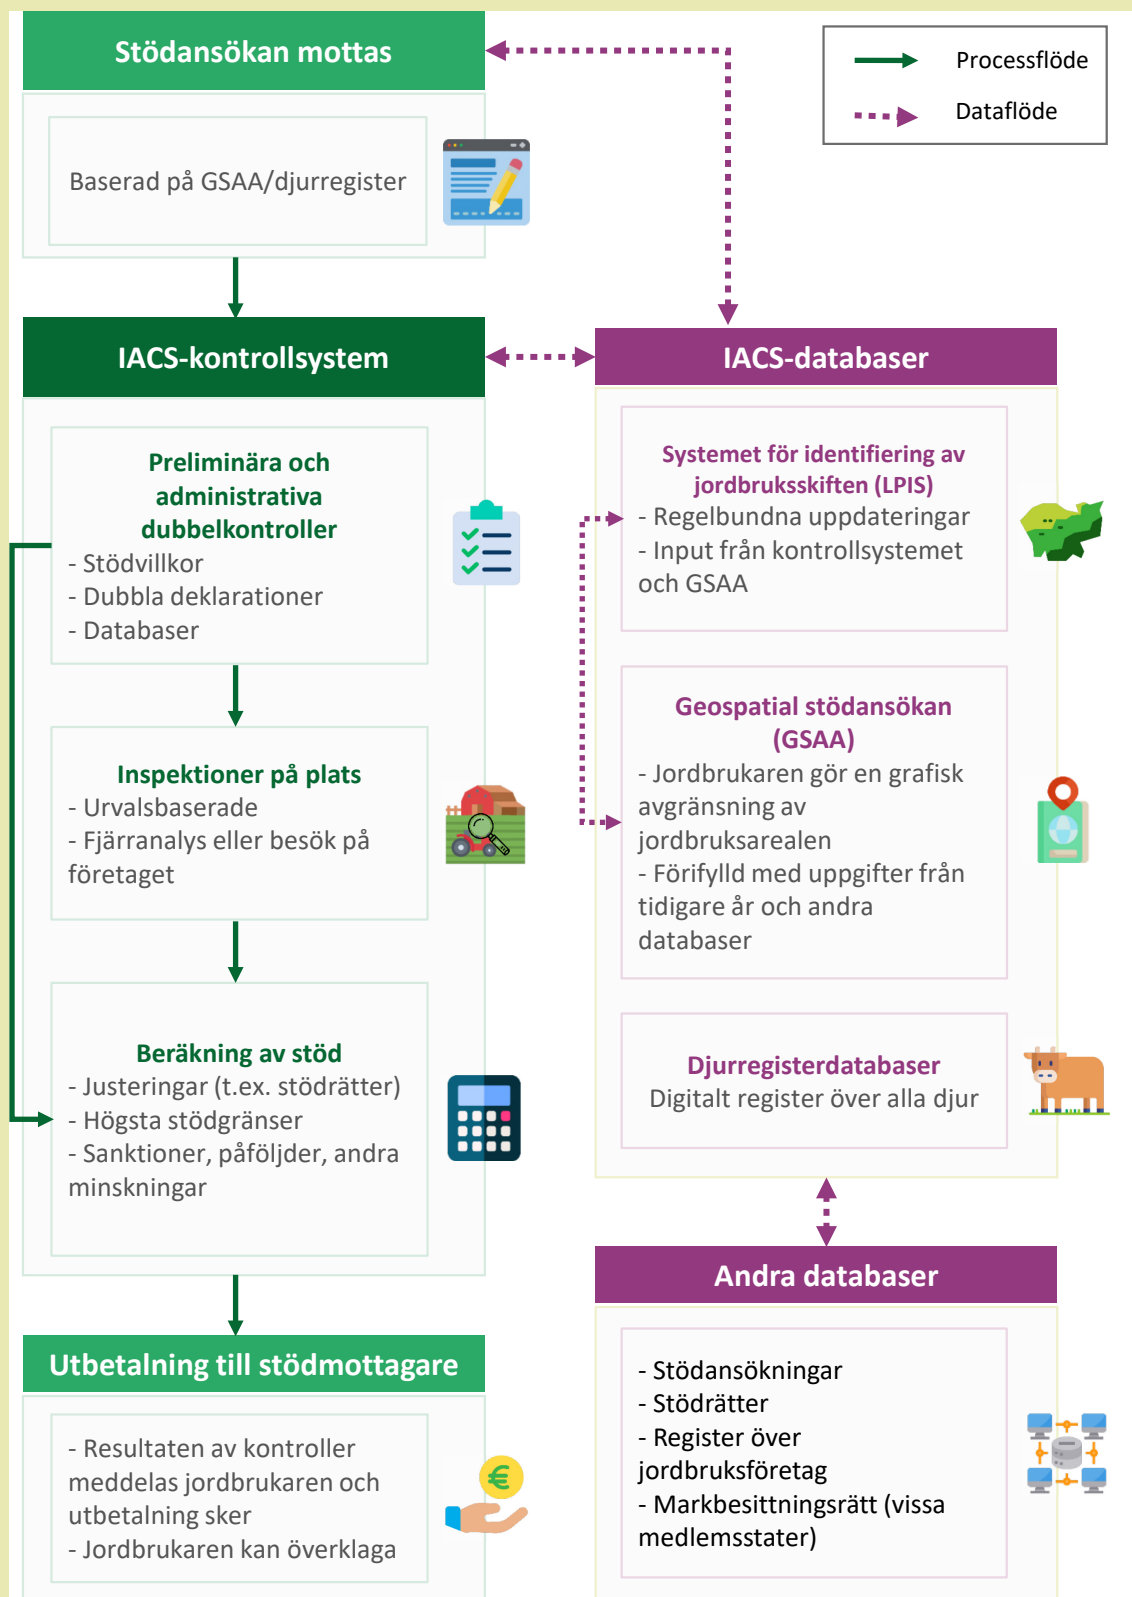 Stödansökan mottas
Baserad på GSAA/djurregister
Processflöde
Dataflöde
IACS-kontrollsystem
Preliminära och
administrativa
dubbelkontroller
- Stödvillkor
- Dubbla deklarationer
- Databaser
Inspektioner på plats
- Urvalsbaserade
- Fjärranalys eller besök på
företaget
Beräkning av stöd
- Justeringar (t.ex. stödrätter)
- Högsta stödgränser
- Sanktioner, påföljder, andra
minskningar
Utbetalning till stödmottagare
- Resultaten av kontroller
meddelas jordbrukaren och
utbetalning sker
- Jordbrukaren kan överklaga
IACS-databaser
Systemet för identifiering av
jordbruksskiften (LPIS)
- Regelbundna uppdateringar
- Input från kontrollsystemet
och GSAA
Geospatial stödansökan
(GSAA)
- Jordbrukaren gör en grafisk
avgränsning av
jordbruksarealen
- Förifylld med uppgifter från
tidigare år och andra
databaser
Djurregisterdatabaser
Digitalt register över alla djur
Andra databaser
- Stödansökningar
- Stödrätter
- Register över
jordbruksföretag
- Markbesittningsrätt (vissa
medlemsstater)